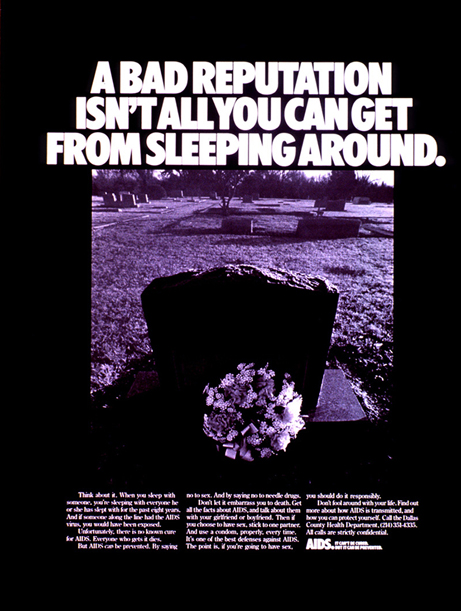 A BAD REPUTATION
ISN'T ALL YOU CAN GET
FROM SLEEPING AROUND.
Think about it. When you sleep with
someone, you're sleeping with everyone he
or she has slept with for the past eight years.
And if someone along the line had the AIDS
virus, you would have been exposed.
Unfortunately, there is no known cure
for AIDS. Everyone who gets it dies.
But AIDS can be prevented. By saying
no to sex. And by saying no to needle drugs.
Don't let it embarrass you to death. Get
all the facts about AIDS, and talk about them
with your girlfriend or boyfriend. Then if
you choose to have sex, stick to one partner.
And use a condom, properly, every time.
It's one of the best defenses against AIDS.
The point is, if you're going to have sex,
you should do it responsibly.
Don't fool around with your life. Find out
more about how AIDS is transmitted, and
how you can protect yourself. Call the Dallas
County Health Department, (214) 351-4335.
All calls are strictly confidential.
AIDS. IT CAN'T BE CURED.
BUT IT CAN BE PREVENTED.